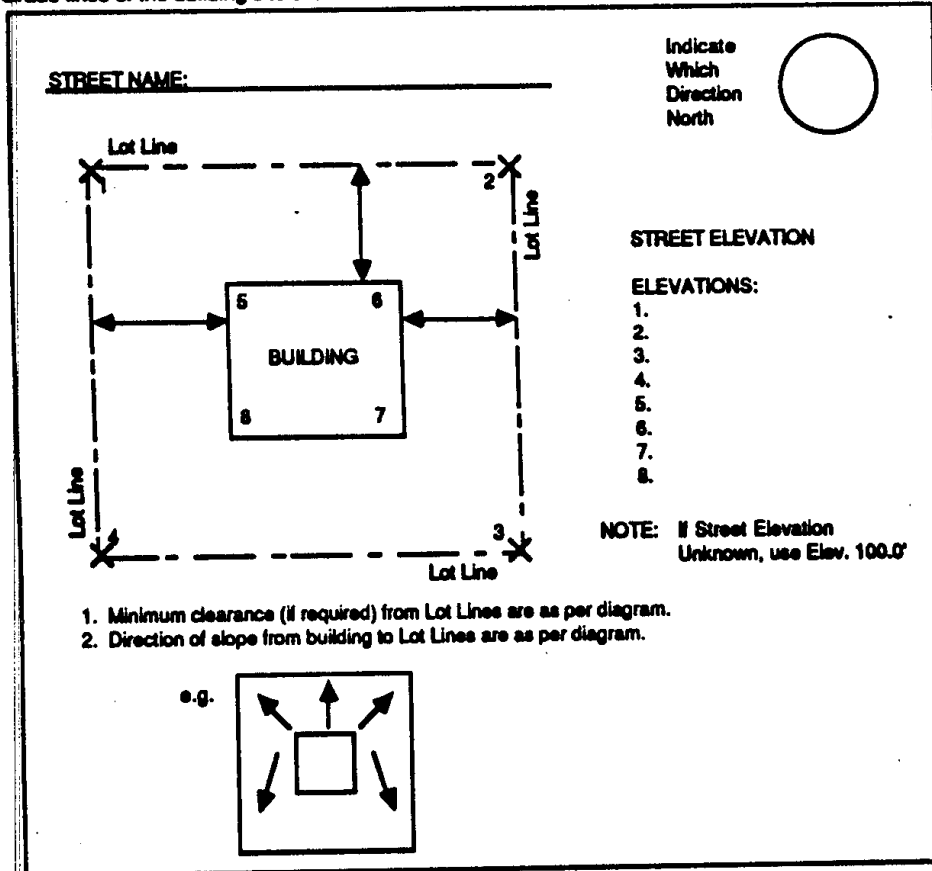 STREET NAME:
Indicate
Which
Direction
North
Lot Line
1
2
Lot Line
STREET ELEVATION
ELEVATIONS:
1.
2.
3.
4.
5.
6.
7.
8.
5
6
BUILDING
8
7
Lot Line
4
3
Lot Line
NOTE: If Street Elevation
Unknown, use Elev. 100.0'
1. Minimum clearance (if required) from Lot Lines are as per diagram.
2. Direction of slope from building to Lot Lines are as per diagram.
e.g.